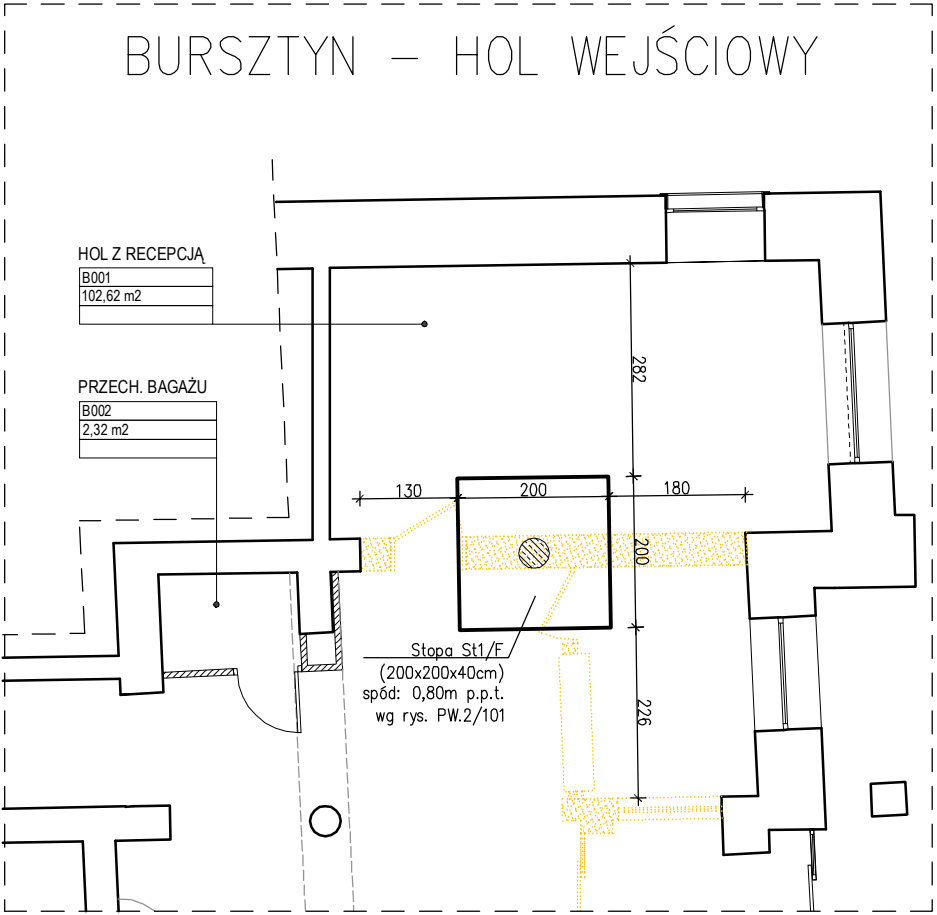 BURSZTYN – HOL WEJŚCIOWY
HOL Z RECEPCJĄ
B001
102,62 m2
282
PRZECH. BAGAŻU
B002
2,32 m2
130
200
180
200
Stopa St1/F
(200x200x40cm)
spód: 0,80m p.p.t.
wg rys. PW.2/101
226